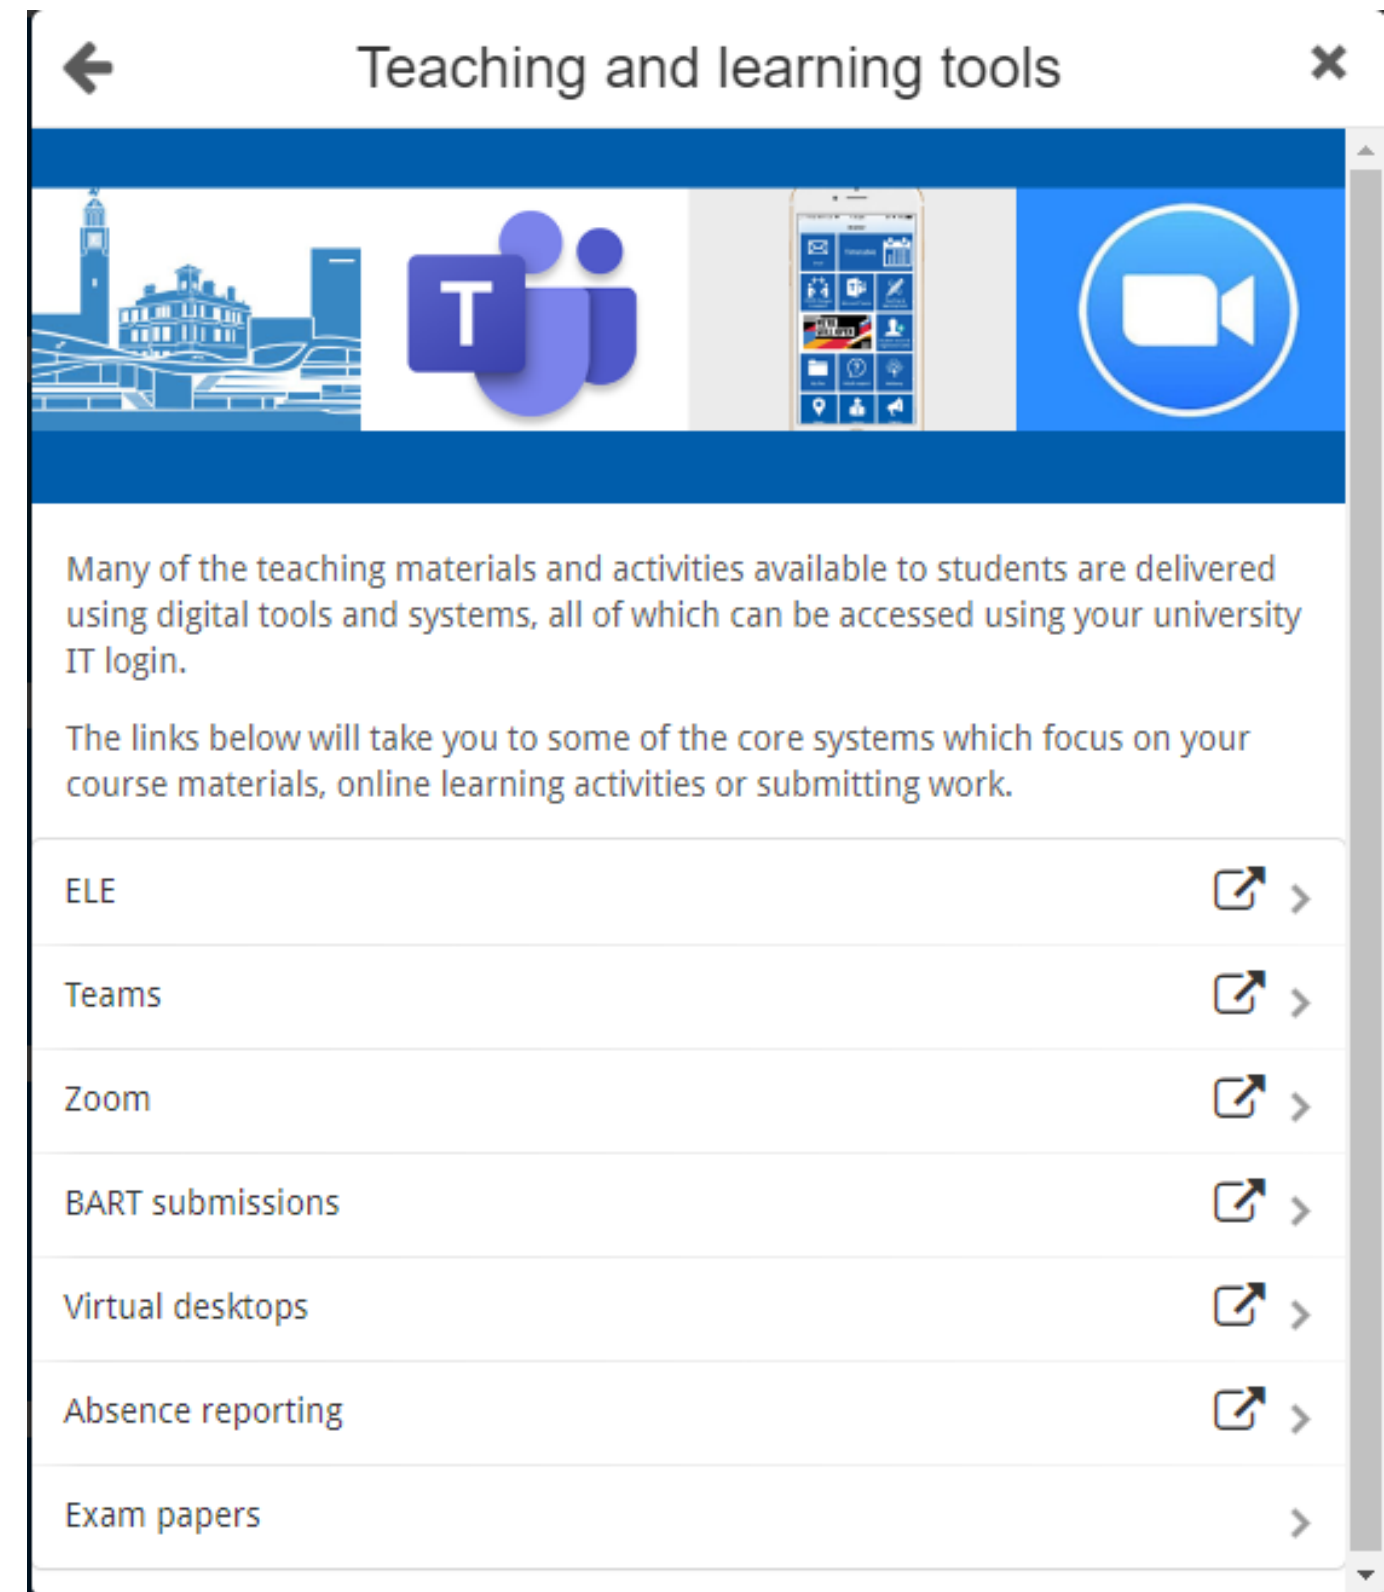 Teaching and learning tools
T
Many of the teaching materials and activities available to students are delivered
using digital tools and systems, all of which can be accessed using your university
IT login.
The links below will take you to some of the core systems which focus on your
course materials, online learning activities or submitting work.
ELE
Teams
Zoom
BART submissions
Virtual desktops
Absence reporting
Exam papers